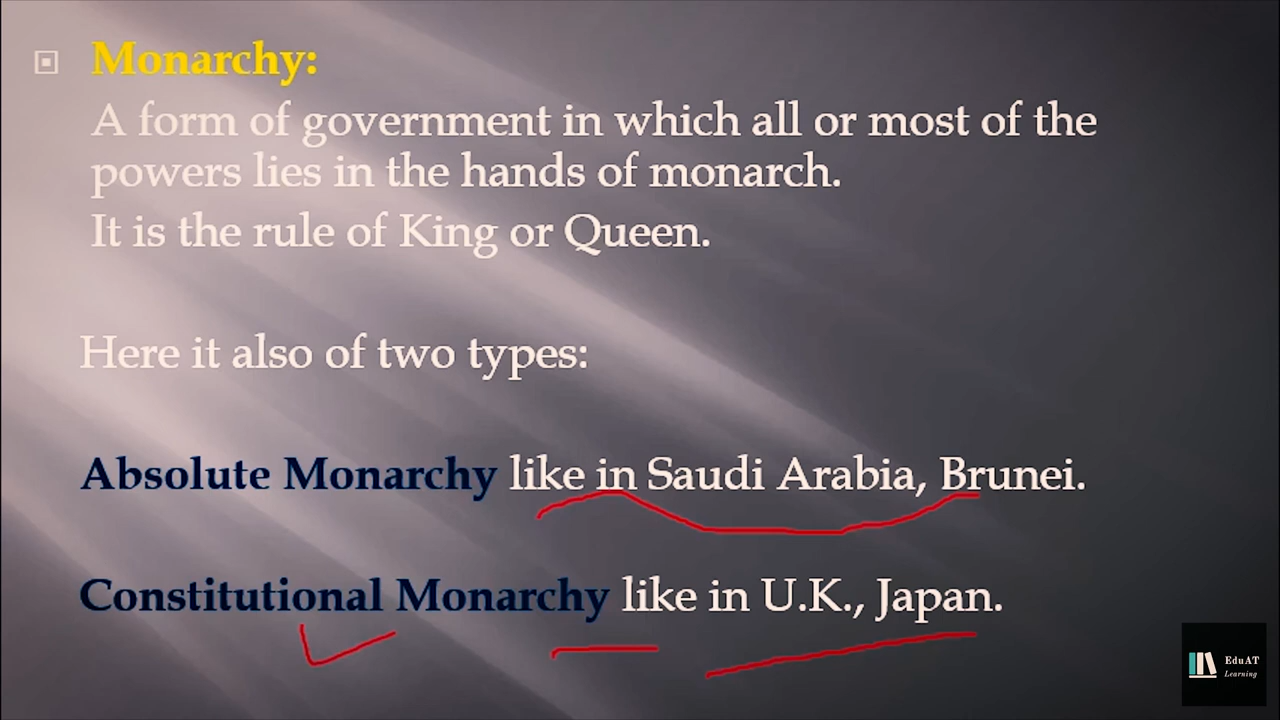 Monarchy:
A form of government in which all or most of the
powers lies in the hands of monarch.
It is the rule of King or Queen.
Here it also of two types:
Absolute Monarchy like in Saudi Arabia, Brunei.
Constitutional Monarchy like in U.K., Japan.
EduAT
Learning